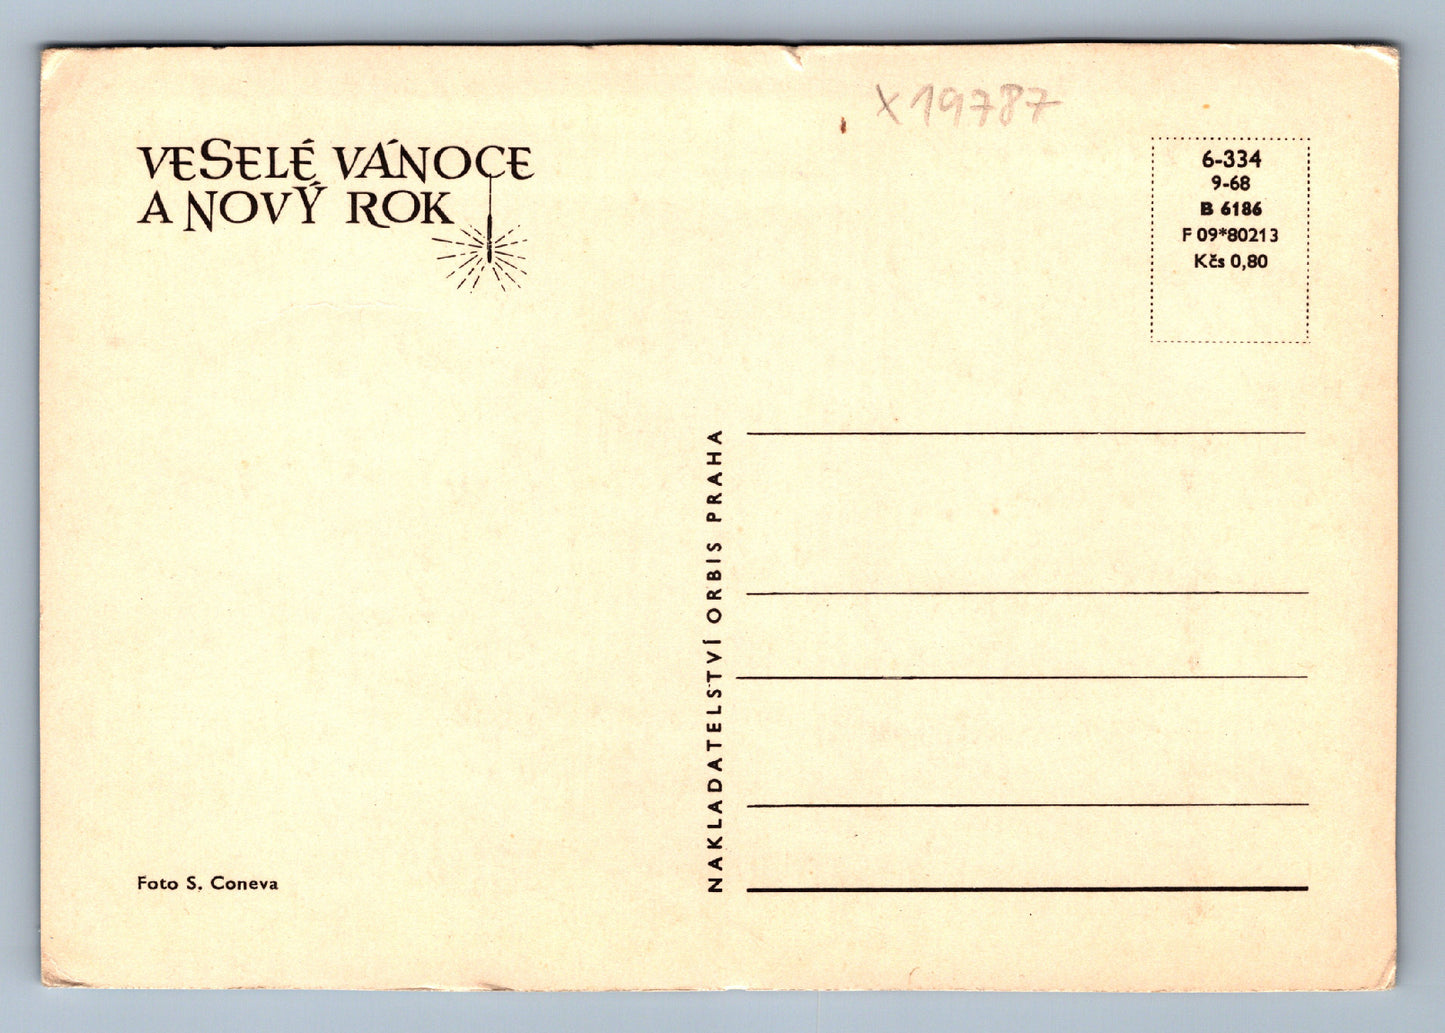 X19787
VESELÉ VÁNOCE
A NOVÝ ROK
6-334
9-68
B 6186
F 09*80213
Kčs 0,80
NAKLADATELSTVÍ ORBIS PRAHA
Foto S. Coneva